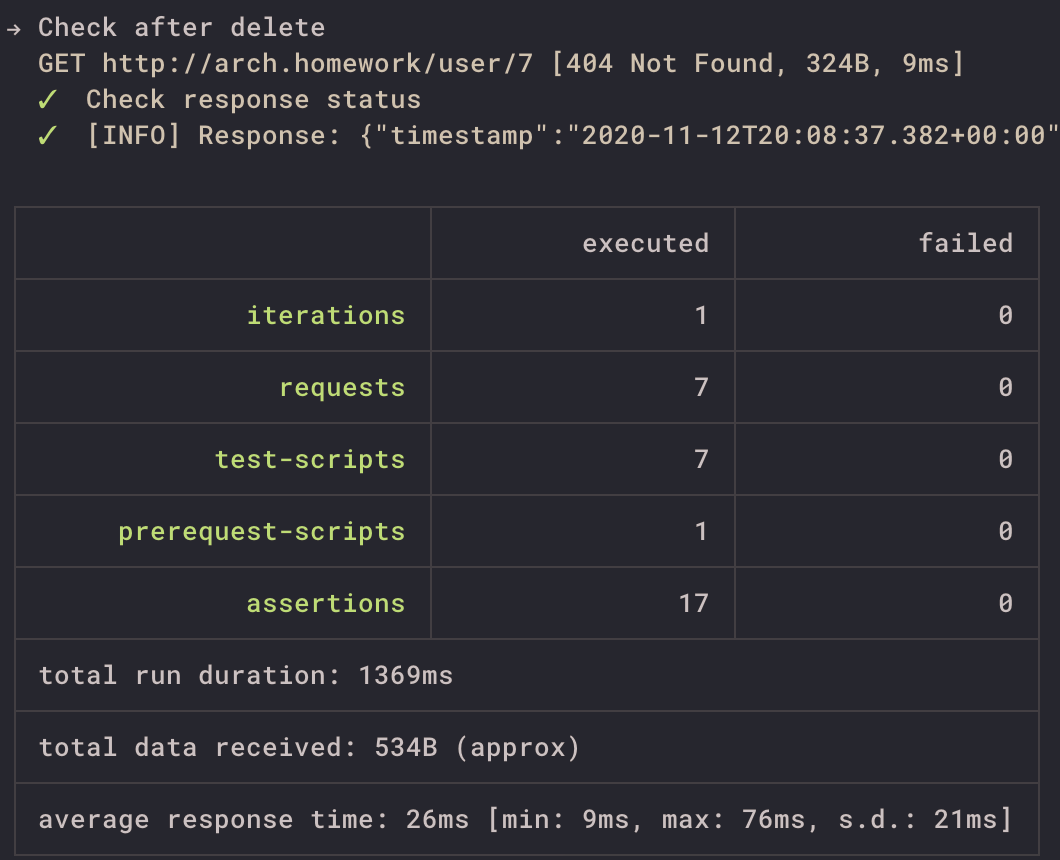 → Check after delete
GET http://arch.homework/user/7 [404 Not Found, 324B, 9ms]
✓ Check response status
✓ [INFO] Response: {"timestamp":"2020-11-12T20:08:37.382+00:00"
executed failed
iterations 1 0
requests 7 0
test-scripts 7 0
prerequest-scripts 1 0
assertions 17 0
total run duration: 1369ms
total data received: 534B (approx)
average response time: 26ms [min: 9ms, max: 76ms, s.d.: 21ms]